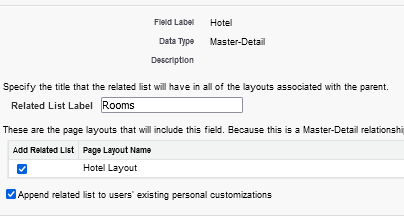 Field Label Hotel
Data Type Master-Detail
Description
Specify the title that the related list will have in all of the layouts associated with the parent.
Related List Label Rooms
These are the page layouts that will include this field. Because this is a Master-Detail
Add Related List Page Layout Name
Hotel Layout
Append related list to users' existing personal customizations